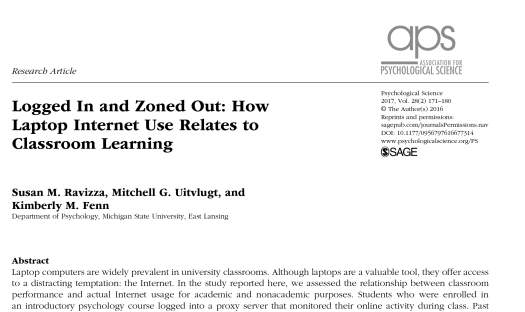 aps
ASSOCIATION FOR
PSYCHOLOGICAL SCIENCE
Research Article
Psychological Science
2017, Vol. 28(2) 171–180
© The Author(s) 2016
Reprints and permissions:
sagepub.com/journalsPermissions.nav
DOI: 10.1177/0956797616677314
www.psychologicalscience.org/PS
SAGE
Logged In and Zoned Out: How
Laptop Internet Use Relates to
Classroom Learning
Susan M. Ravizza, Mitchell G. Uitvlugt, and
Kimberly M. Fenn
Department of Psychology, Michigan State University, East Lansing
Abstract
Laptop computers are widely prevalent in university classrooms. Although laptops are a valuable tool, they offer access
to a distracting temptation: the Internet. In the study reported here, we assessed the relationship between classroom
performance and actual Internet usage for academic and nonacademic purposes. Students who were enrolled in
an introductory psychology course logged into a proxy server that monitored their online activity during class. Past